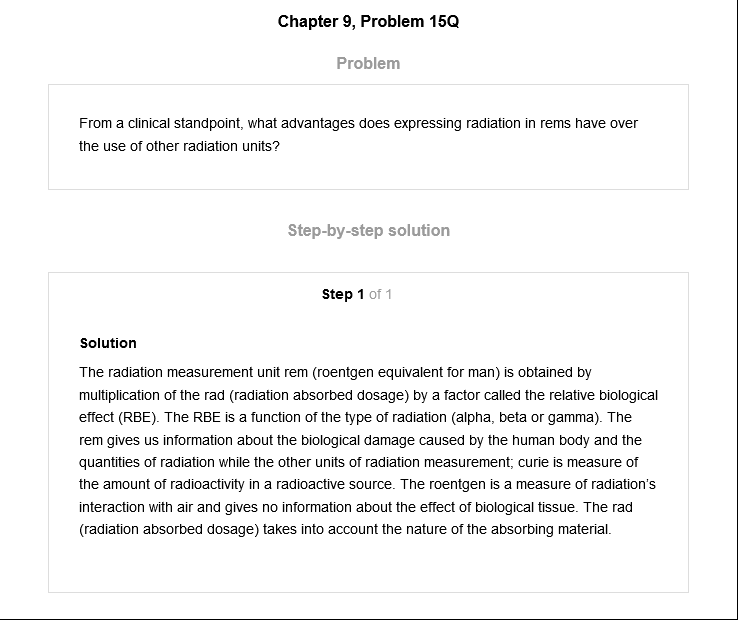 Chapter 9, Problem 15Q
Problem
From a clinical standpoint, what advantages does expressing radiation in rems have over
the use of other radiation units?
Step-by-step solution
Step 1 of 1
Solution
The radiation measurement unit rem (roentgen equivalent for man) is obtained by
multiplication of the rad (radiation absorbed dosage) by a factor called the relative biological
effect (RBE). The RBE is a function of the type of radiation (alpha, beta or gamma). The
rem gives us information about the biological damage caused by the human body and the
quantities of radiation while the other units of radiation measurement; curie is measure of
the amount of radioactivity in a radioactive source. The roentgen is a measure of radiation's
interaction with air and gives no information about the effect of biological tissue. The rad
(radiation absorbed dosage) takes into account the nature of the absorbing material.